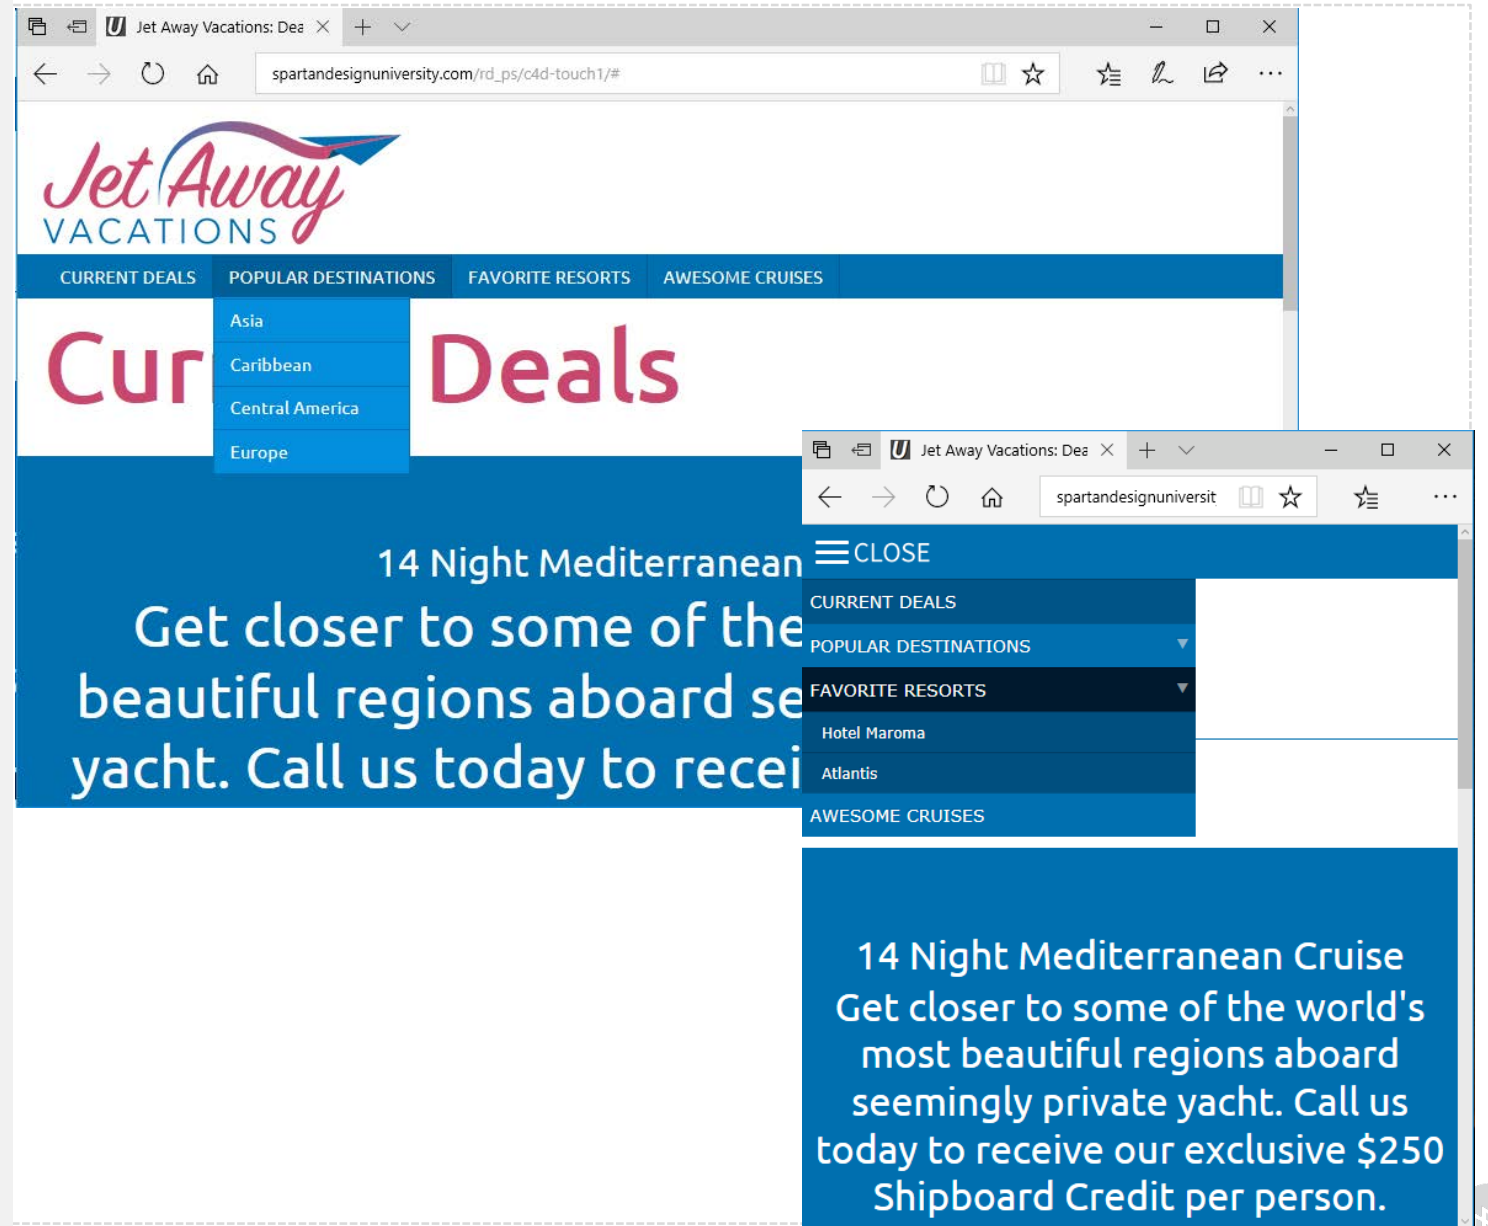 Jet Away Vacations: Dea
spartandesignuniversity.com/rd_ps/c4d-touch1/#
Jet Away
VACATIONS
CURRENT DEALS POPULAR DESTINATIONS FAVORITE RESORTS AWESOME CRUISES
Asia
Caribbean
Central America
Europe
Cur Deals
14 Night Mediterranean
Get closer to some of the
beautiful regions aboard se
yacht. Call us today to recei
Jet Away Vacations: Dea
spartandesignuniversit
CLOSE
CURRENT DEALS
POPULAR DESTINATIONS
FAVORITE RESORTS
Hotel Maroma
Atlantis
AWESOME CRUISES
14 Night Mediterranean Cruise
Get closer to some of the world's
most beautiful regions aboard
seemingly private yacht. Call us
today to receive our exclusive $250
Shipboard Credit per person.